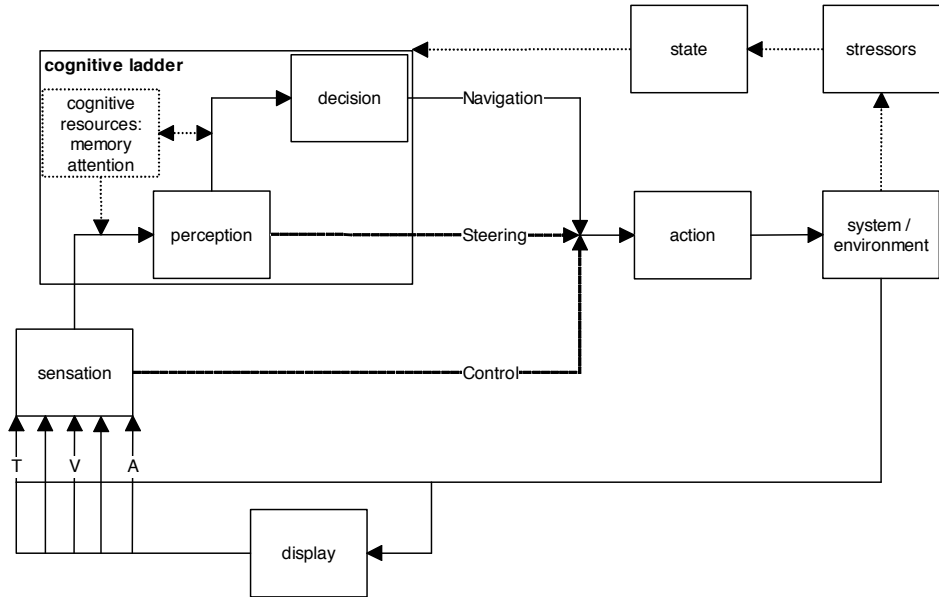 state
stressors
cognitive ladder
decision
Navigation
cognitive
resources:
memory
attention
perception
Steering
action
system /
environment
sensation
Control
T
V
A
display